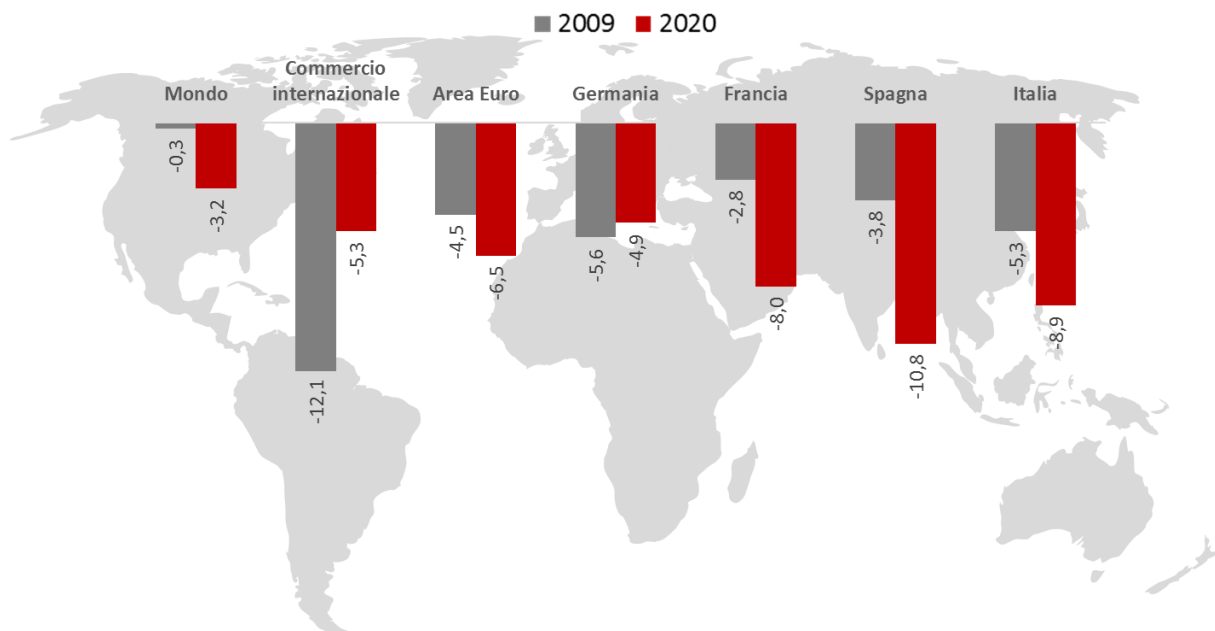 2009 2020
Commercio
Mondo internazionale Area Euro Germania Francia Spagna Italia
-0,3 -3,2 -12,1 -5,3 -4,5 -6,5 -5,6 -4,9 -2,8 -8,0 -3,8 -10,8 -5,3 -8,9